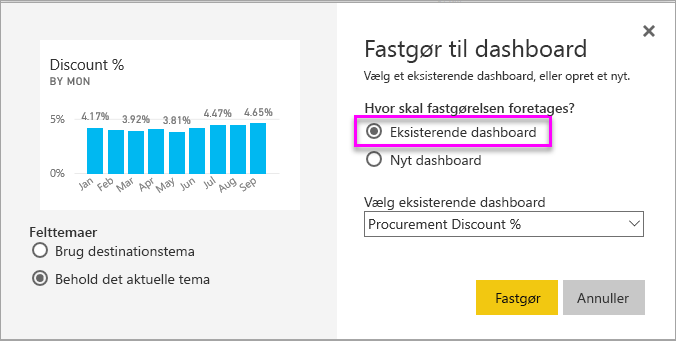 Discount %
BY MON
5%
0%
4.17%
3.92%
3.81%
4.47%
4.65%
Jan
Feb
Mar
Apr
May
Jun
Jul
Aug
Sep
Felttemaer
Brug destinationstema
Behold det aktuelle tema
Fastgør til dashboard
Vælg et eksisterende dashboard, eller opret et nyt.
Hvor skal fastgørelsen foretages?
Eksisterende dashboard
Nyt dashboard
Vælg eksisterende dashboard
Procurement Discount %
Fastgør
Annuller